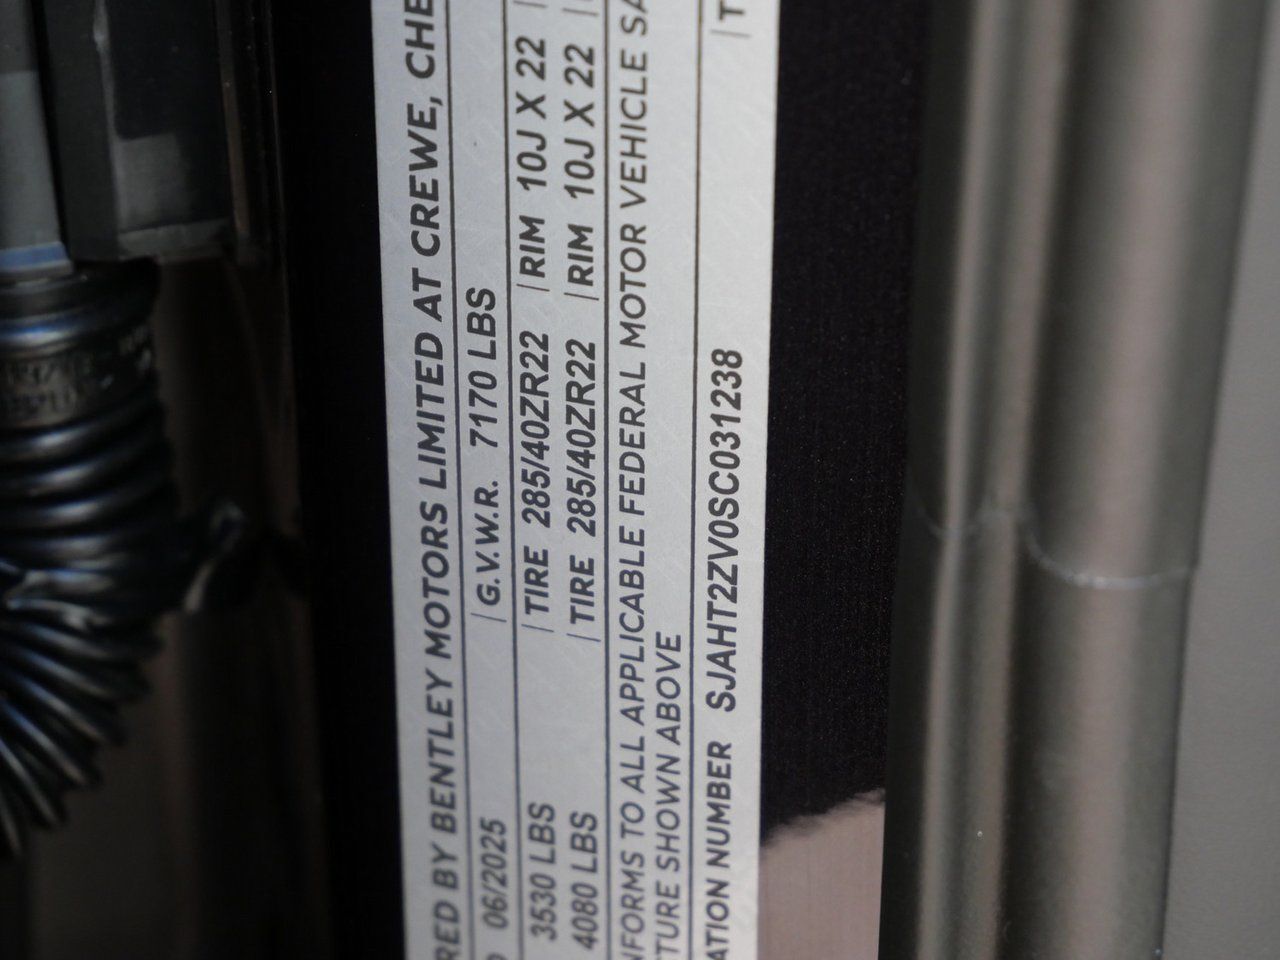 RED BY BENTLEY MOTORS LIMITED AT CREWE, CHE
06/2025 G.V.W.R. 7170 LBS
3530 LBS TIRE 285/40ZR22 RIM 10J X 22
4080 LBS TIRE 285/40ZR22 RIM 10J X 22
NFORMS TO ALL APPLICABLE FEDERAL MOTOR VEHICLE SA
TURE SHOWN ABOVE
ATION NUMBER SJAHT2ZV0SC031238 T